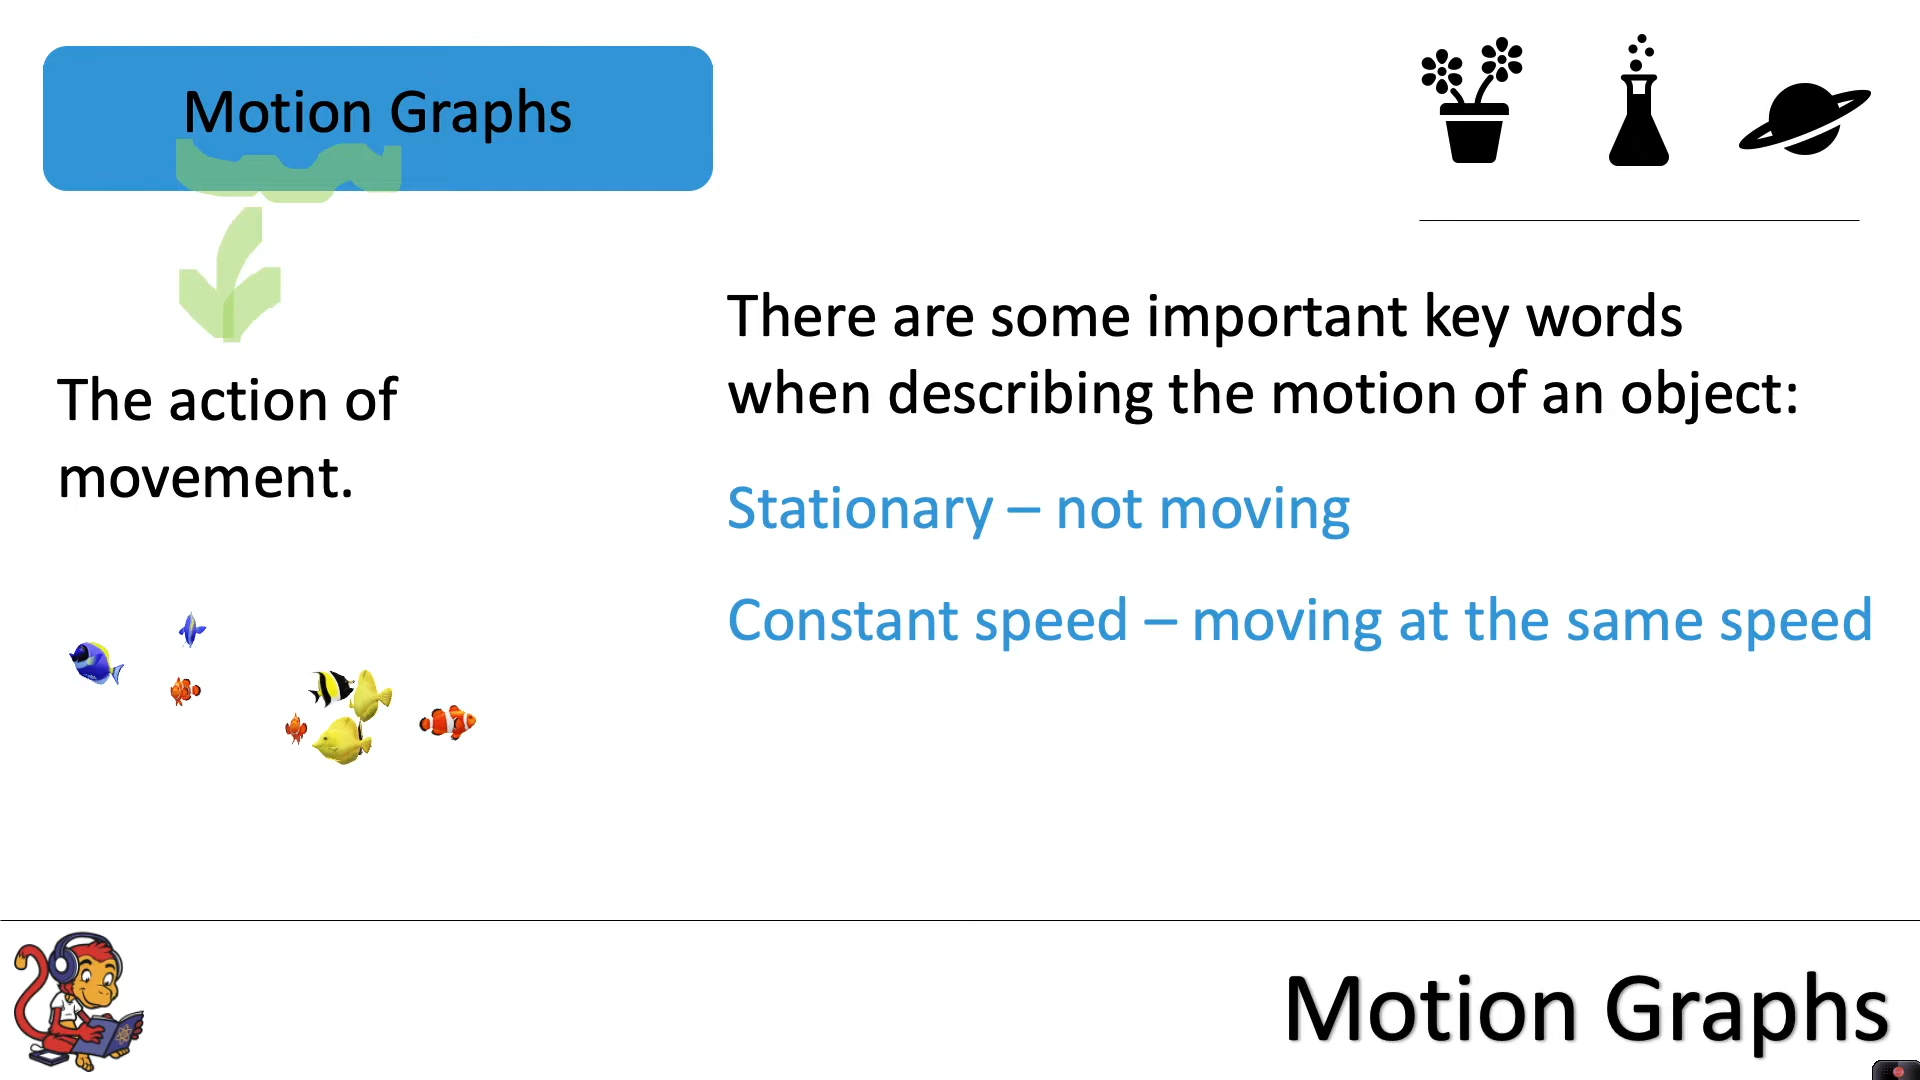 Motion Graphs
The action of
movement.
There are some important key words
when describing the motion of an object:
Stationary – not moving
Constant speed – moving at the same speed
Motion Graphs